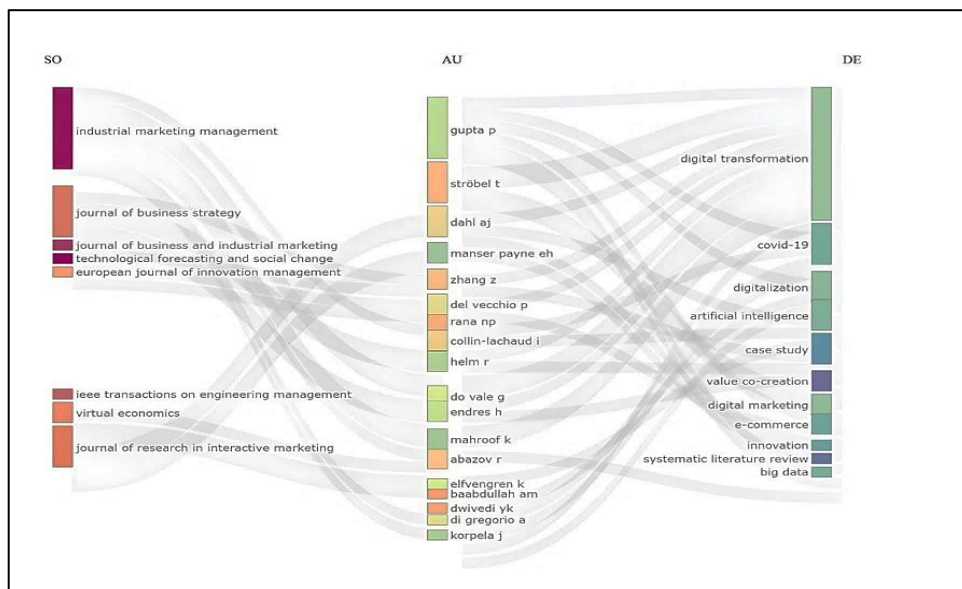 SO
AU
DE
industrial marketing management
journal of business strategy
journal of business and industrial marketing
technological forecasting and social change
european journal of innovation management
ieee transactions on engineering management
virtual economics
journal of research in interactive marketing
gupta p
ströbel t
dahl aj
manser payne eh
zhang z
del vecchio p
rana np
collin-lachaud i
helm r
do vale g
endres h
mahroof k
abazov r
elfvengren k
baabdullah am
dwivedi yk
di gregorio a
korpela j
digital transformation
covid-19
digitalization
artificial intelligence
case study
value co-creation
digital marketing
e-commerce
innovation
systematic literature review
big data